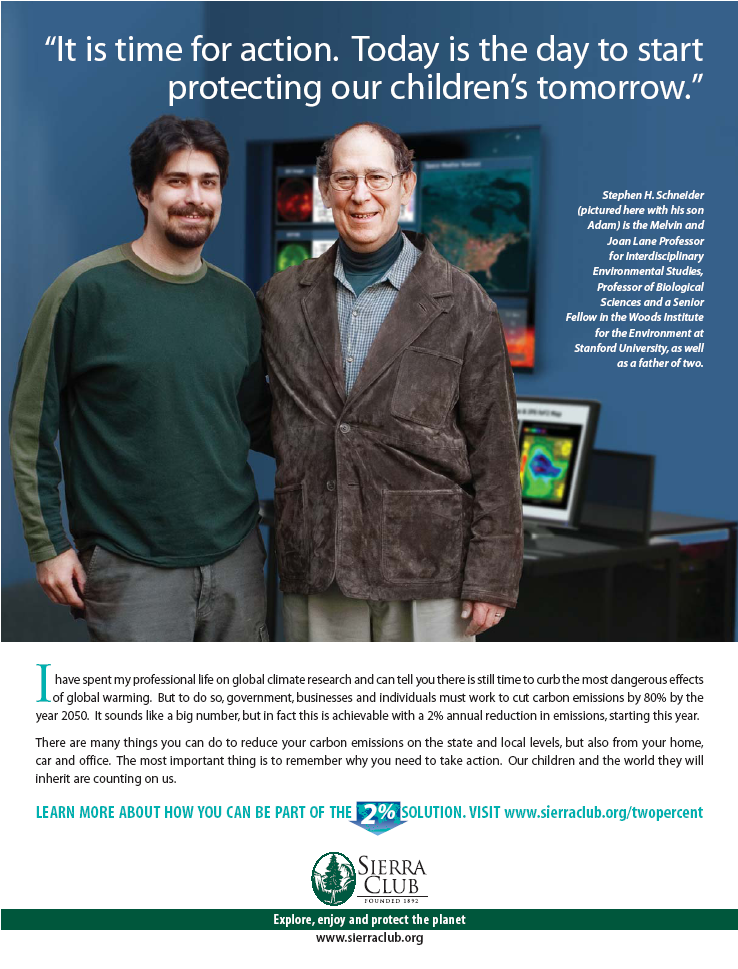 “It is time for action.  Today is the day to start
protecting our children’s tomorrow.”
Stephen H. Schneider
(pictured here with his son
Adam) is the Melvin and
Joan Lane Professor
for Interdisciplinary
Environmental Studies,
Professor of Biological
Sciences and a Senior
Fellow in the Woods Institute
for the Environment at
Stanford University, as well
as a father of two.
I have spent my professional life on global climate research and can tell you there is still time to curb the most dangerous effects
of global warming.  But to do so, government, businesses and individuals must work to cut carbon emissions by 80% by the
year 2050.  It sounds like a big number, but in fact this is achievable with a 2% annual reduction in emissions, starting this year.
There are many things you can do to reduce your carbon emissions on the state and local levels, but also from your home,
car and office.  The most important thing is to remember why you need to take action.  Our children and the world they will
inherit are counting on us.
LEARN MORE ABOUT HOW YOU CAN BE PART OF THE 2% SOLUTION. VISIT www.sierraclub.org/twopercent
SIERRA
CLUB
FOUNDED 1892
Explore, enjoy and protect the planet
www.sierraclub.org